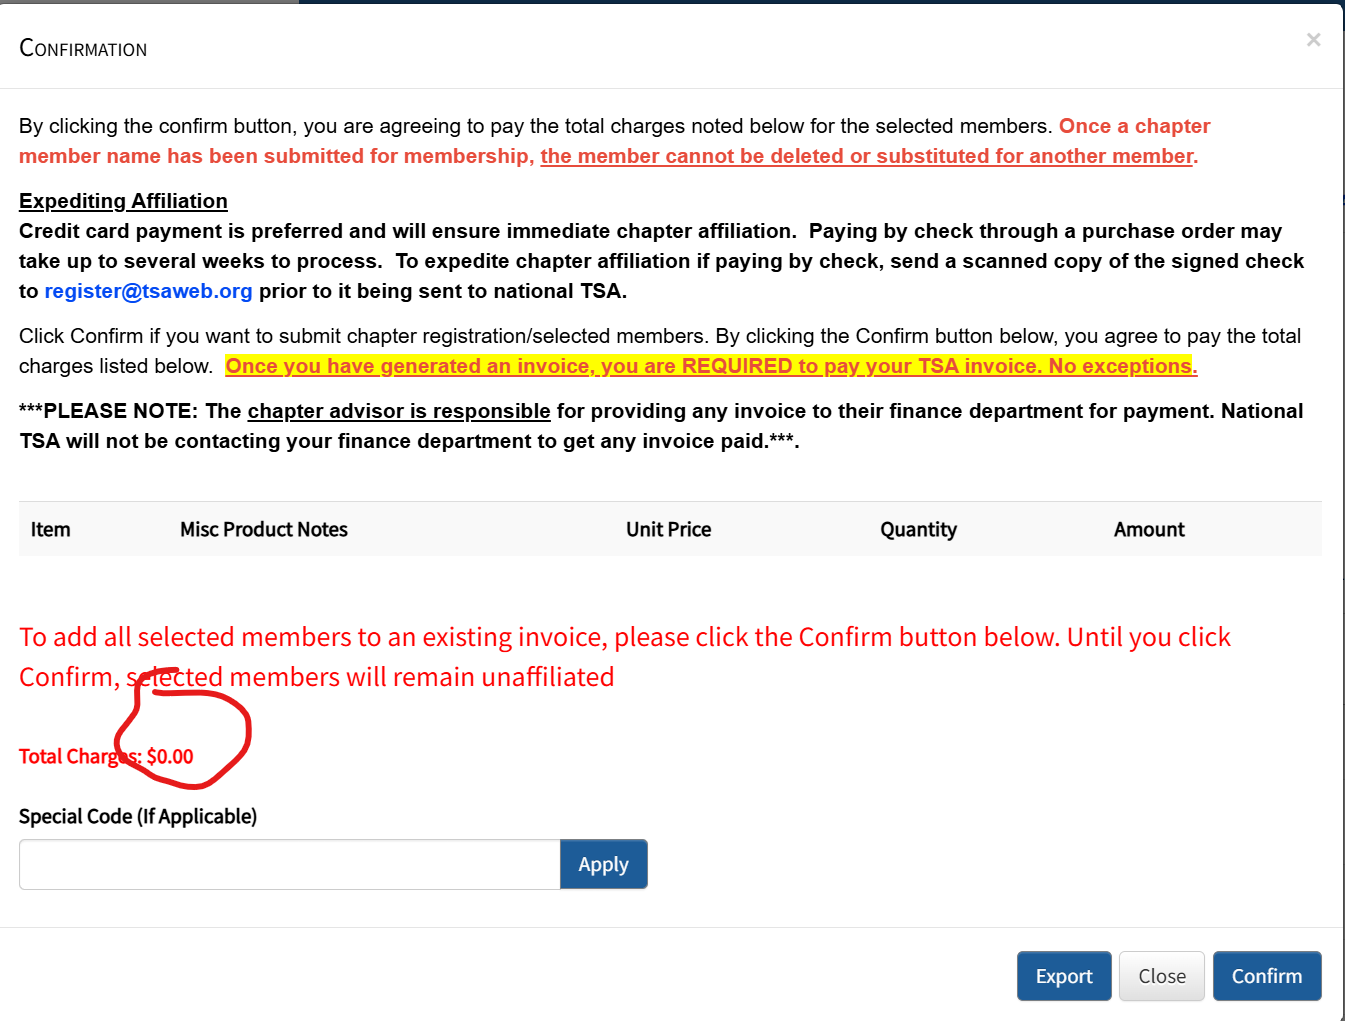 CONFIRMATION
×
By clicking the confirm button, you are agreeing to pay the total charges noted below for the selected members. Once a chapter
member name has been submitted for membership, the member cannot be deleted or substituted for another member.
Expediting Affiliation
Credit card payment is preferred and will ensure immediate chapter affiliation.  Paying by check through a purchase order may
take up to several weeks to process.  To expedite chapter affiliation if paying by check, send a scanned copy of the signed check
to register@tsaweb.org prior to it being sent to national TSA.
Click Confirm if you want to submit chapter registration/selected members. By clicking the Confirm button below, you agree to pay the total
charges listed below.  Once you have generated an invoice, you are REQUIRED to pay your TSA invoice. No exceptions.
***PLEASE NOTE: The chapter advisor is responsible for providing any invoice to their finance department for payment. National
TSA will not be contacting your finance department to get any invoice paid.***.
Item Misc Product Notes Unit Price Quantity Amount
To add all selected members to an existing invoice, please click the Confirm button below. Until you click
Confirm, selected members will remain unaffiliated
Total Charges: $0.00
Special Code (If Applicable)
Apply
Export Close Confirm